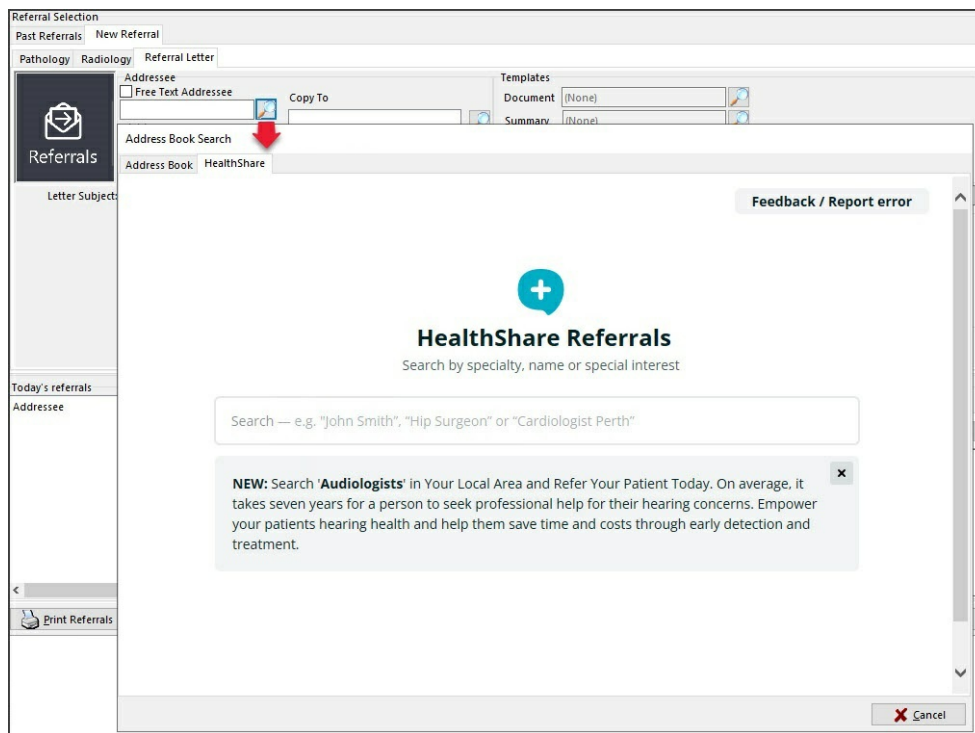 Referral Selection
Past Referrals New Referral
Pathology Radiology Referral Letter
Addressee
Free Text Addressee
Copy To
Templates
Document (None)
Summary (None)
Referrals
Letter Subject:
Address Book Search
Address Book HealthShare
Feedback / Report error
HealthShare Referrals
Search by specialty, name or special interest
Search — e.g. "John Smith", "Hip Surgeon" or "Cardiologist Perth"
NEW: Search 'Audiologists' in Your Local Area and Refer Your Patient Today. On average, it
takes seven years for a person to seek professional help for their hearing concerns. Empower
your patients hearing health and help them save time and costs through early detection and
treatment.
Today's referrals
Addressee
Print Referrals
Cancel